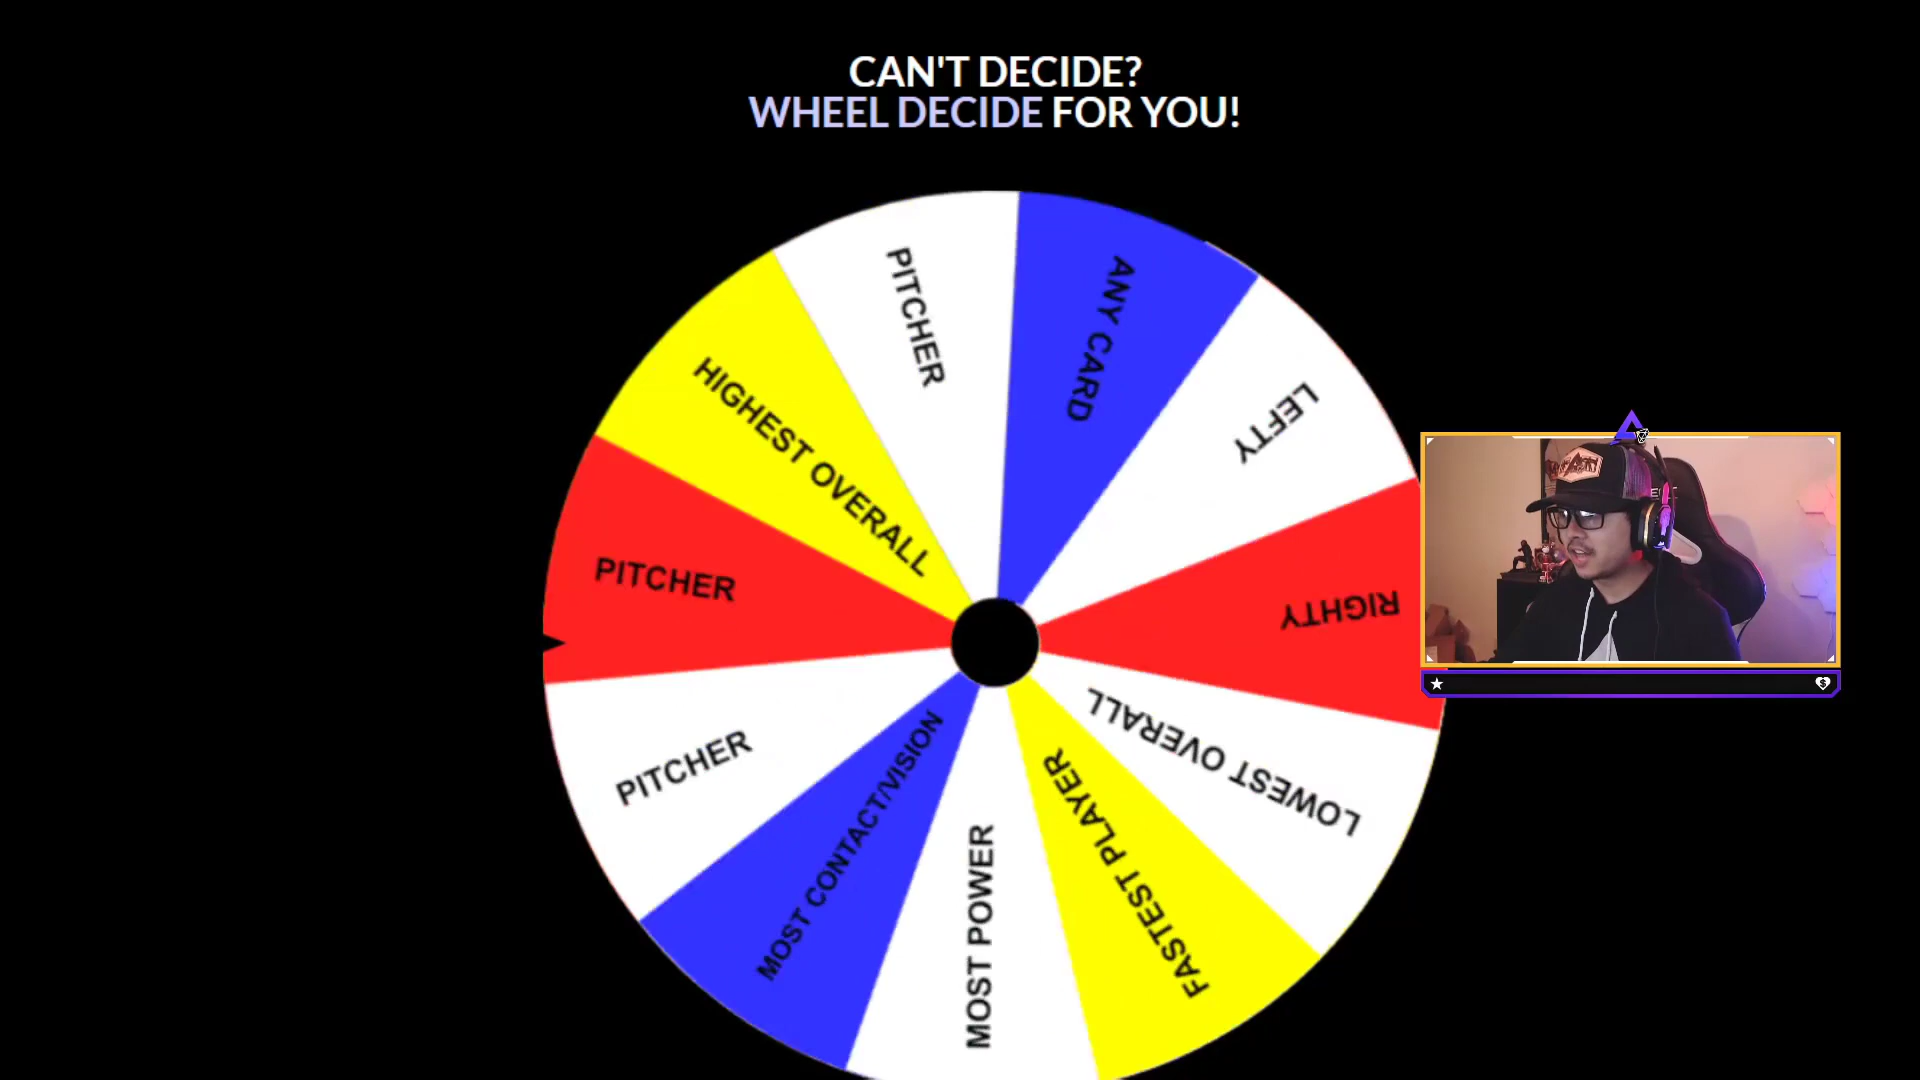 CAN'T DECIDE?
WHEEL DECIDE FOR YOU!
PITCHER
ANY CARD
LEFTY
RIGHTY
LOWEST OVERALL
FASTEST PLAYER
MOST POWER
MOST CONTACT/VISION
PITCHER
PITCHER
HIGHEST OVERALL